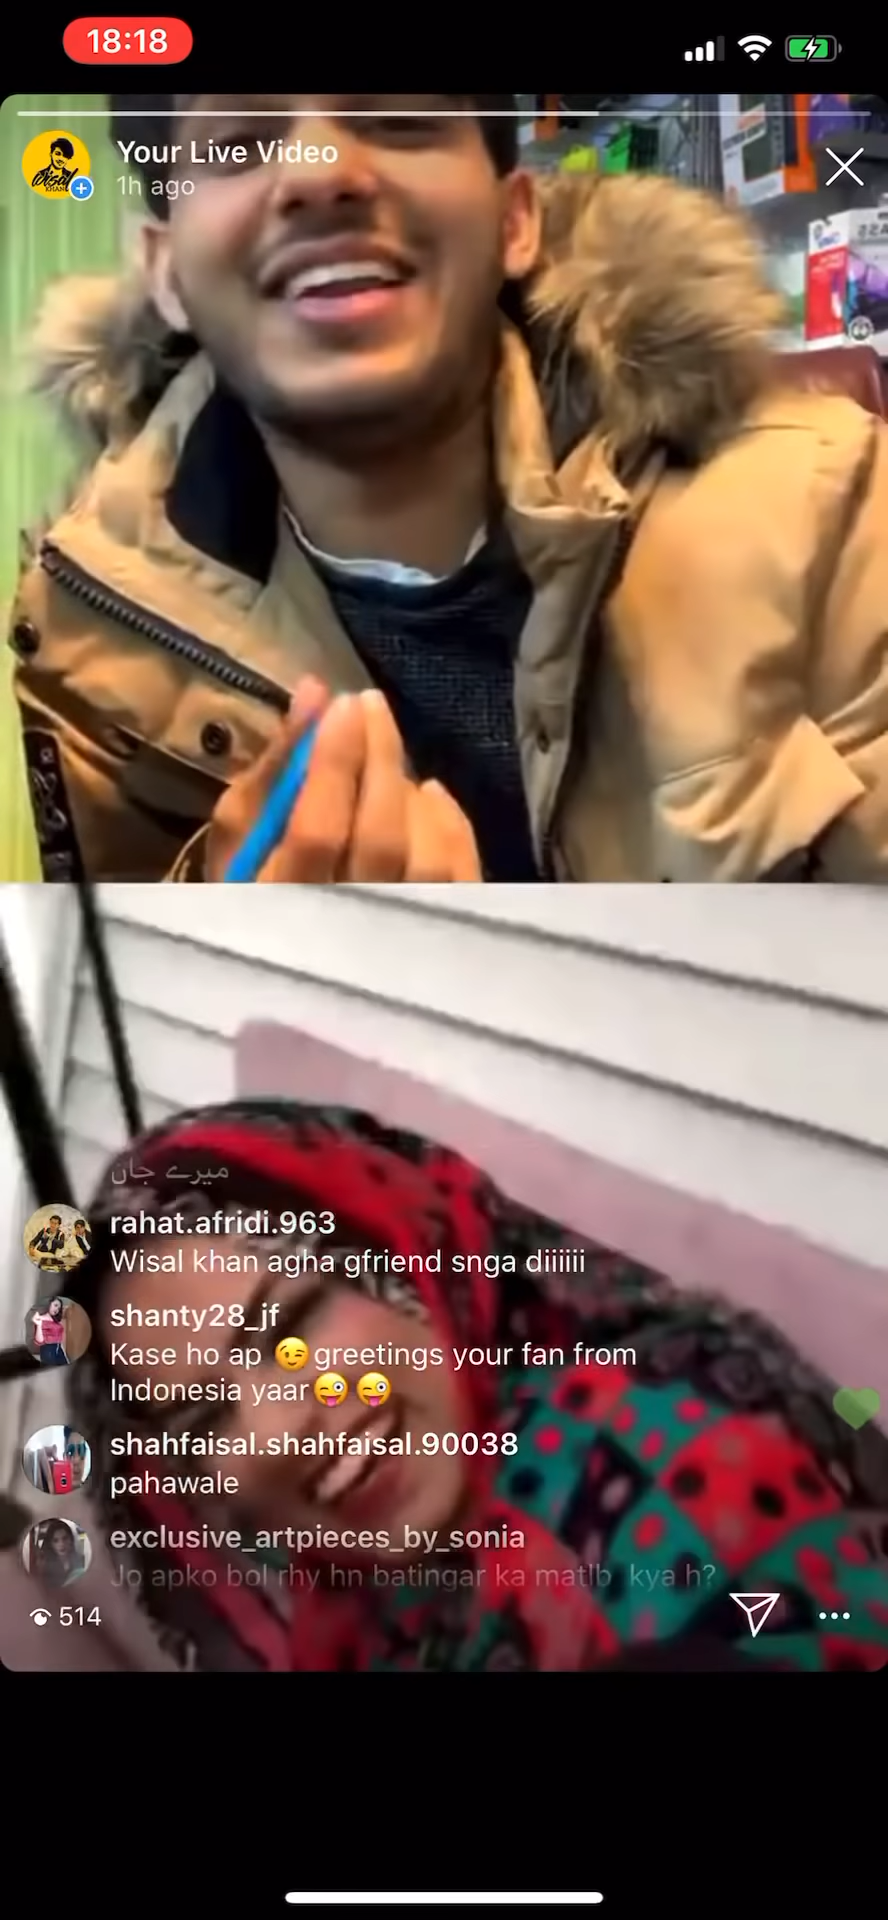 18:18
Your Live Video
1h ago
wisal
KHAN
میرے جان
rahat.afridi.963
Wisal khan agha gfriend snga diiiiii
shanty28_jf
Kase ho ap 😉greetings your fan from
Indonesia yaar😜😜
shahfaisal.shahfaisal.90038
pahawale
exclusive_artpieces_by_sonia
Jo apko bol rhy hn batingar ka matlb kya h?
514